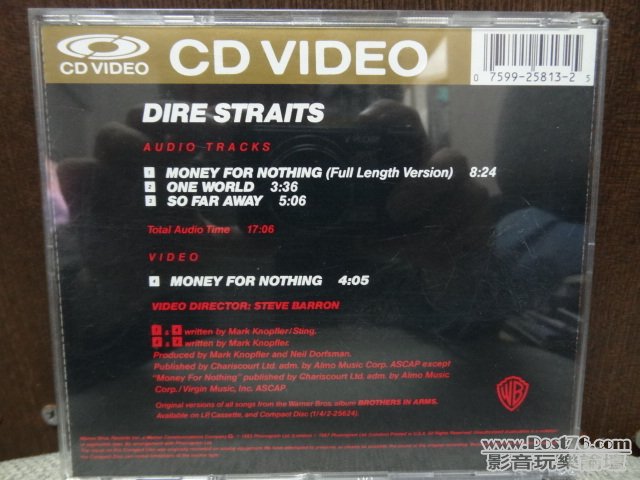 CD VIDEO
CD VIDEO
0 7599-25813-2 5
DIRE STRAITS
AUDIO TRACKS
1 MONEY FOR NOTHING (Full Length Version) 8:24
2 ONE WORLD 3:36
3 SO FAR AWAY 5:06
Total Audio Time 17:06
VIDEO
4 MONEY FOR NOTHING 4:05
VIDEO DIRECTOR: STEVE BARRON
written by Mark Knopfler/Sting.
written by Mark Knopfler.
Produced by Mark Knopfler and Neil Dorfsman.
Published by Chariscourt Ltd. adm. by Almo Music Corp. ASCAP except
"Money For Nothing" published by Chariscourt Ltd. adm. by Almo Music
Corp./Virgin Music, Inc. ASCAP.
Original versions of all songs from the Warner Bros. album BROTHERS IN ARMS.
Available on LP, Cassette, and Compact Disc (1/4/2-25624).
WB
www.Post76.com
影音玩樂論壇